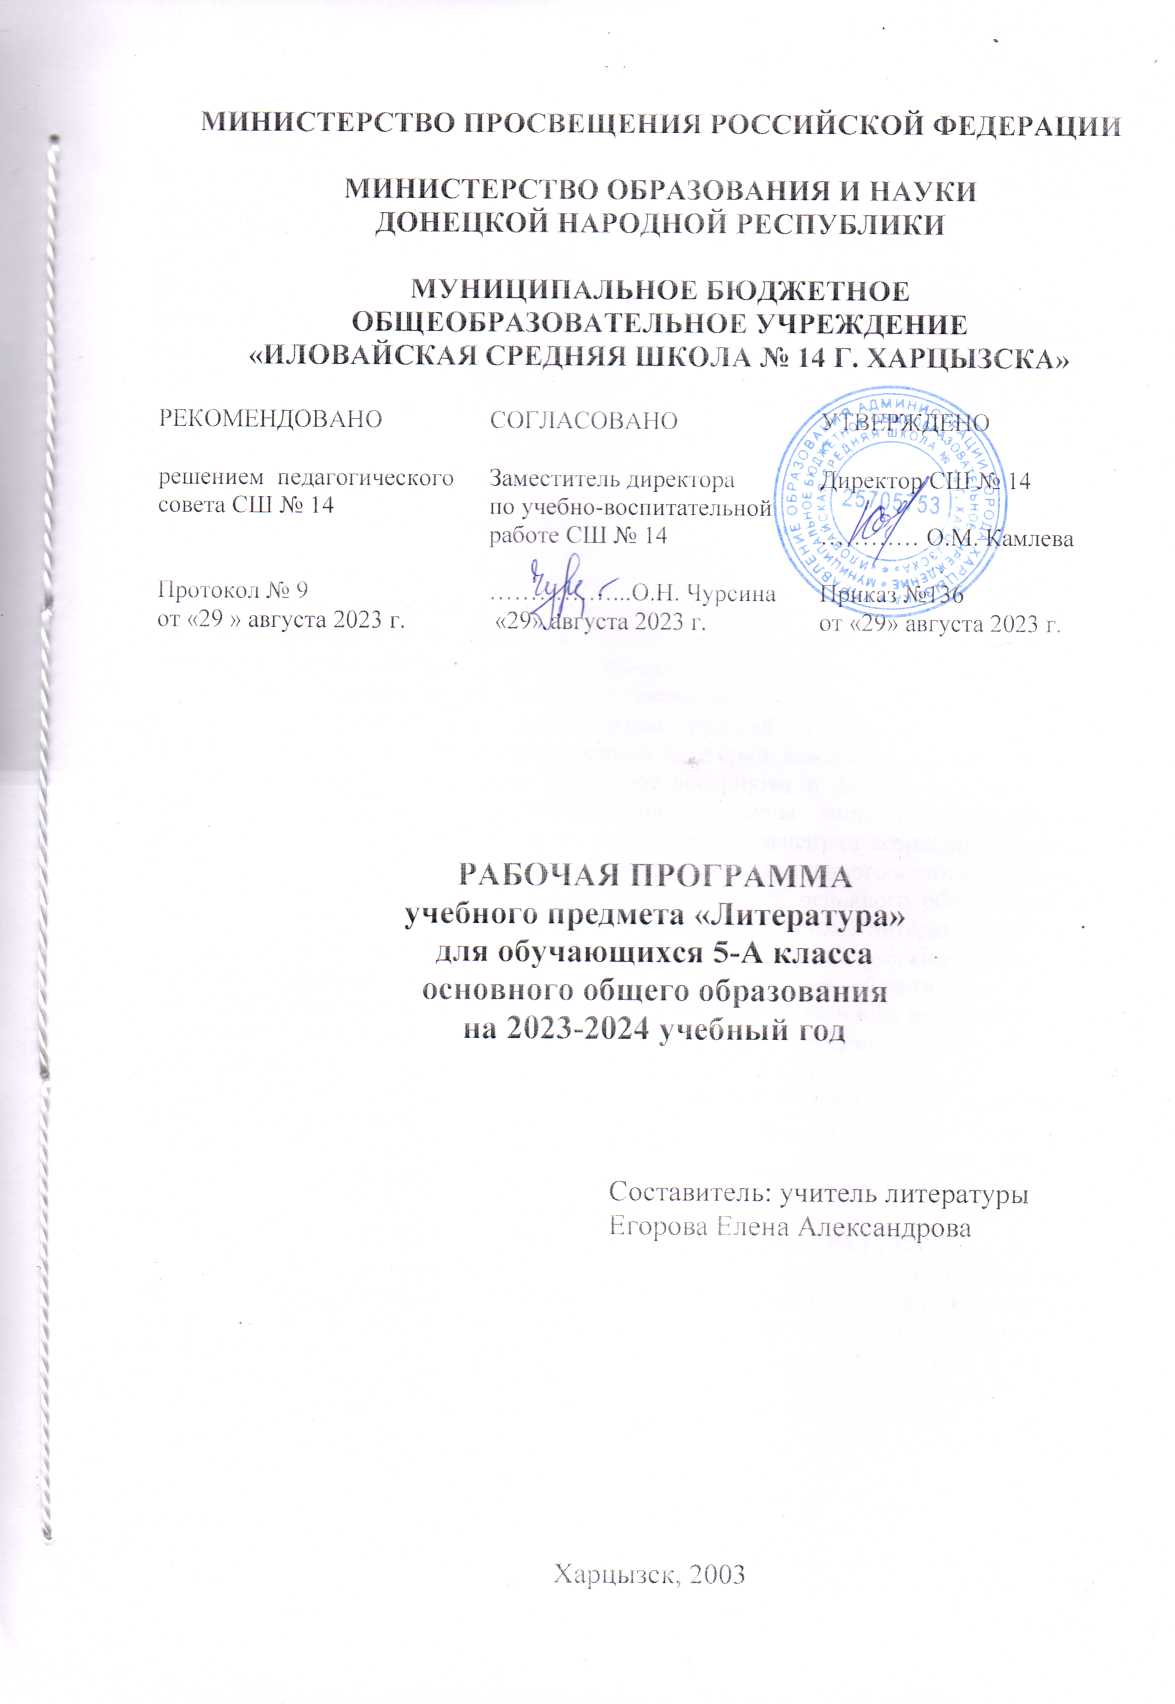 МИНИСТЕРСТВО ПРОСВЕЩЕНИЯ РОССИЙСКОЙ ФЕДЕРАЦИИ
МИНИСТЕРСТВО ОБРАЗОВАНИЯ И НАУКИ
ДОНЕЦКОЙ НАРОДНОЙ РЕСПУБЛИКИ
МУНИЦИПАЛЬНОЕ БЮДЖЕТНОЕ
ОБЩЕОБРАЗОВАТЕЛЬНОЕ УЧРЕЖДЕНИЕ
«ИЛОВАЙСКАЯ СРЕДНЯЯ ШКОЛА № 14 Г. ХАРЦЫЗСКА»
РЕКОМЕНДОВАНО
решением педагогического
совета СШ № 14
Протокол № 9
от «29 » августа 2023 г.
СОГЛАСОВАНО
Заместитель директора
по учебно-воспитательной
работе СШ № 14
………………..О.Н. Чурсина
«29» августа 2023 г.
УТВЕРЖДЕНО
Директор СШ № 14
………… О.М. Камлева
Приказ №136
от «29» августа 2023 г.
РАБОЧАЯ ПРОГРАММА
учебного предмета «Литература»
для обучающихся 5-А класса
основного общего образования
на 2023-2024 учебный год
Составитель: учитель литературы
Егорова Елена Александрова
Харцызск, 2003